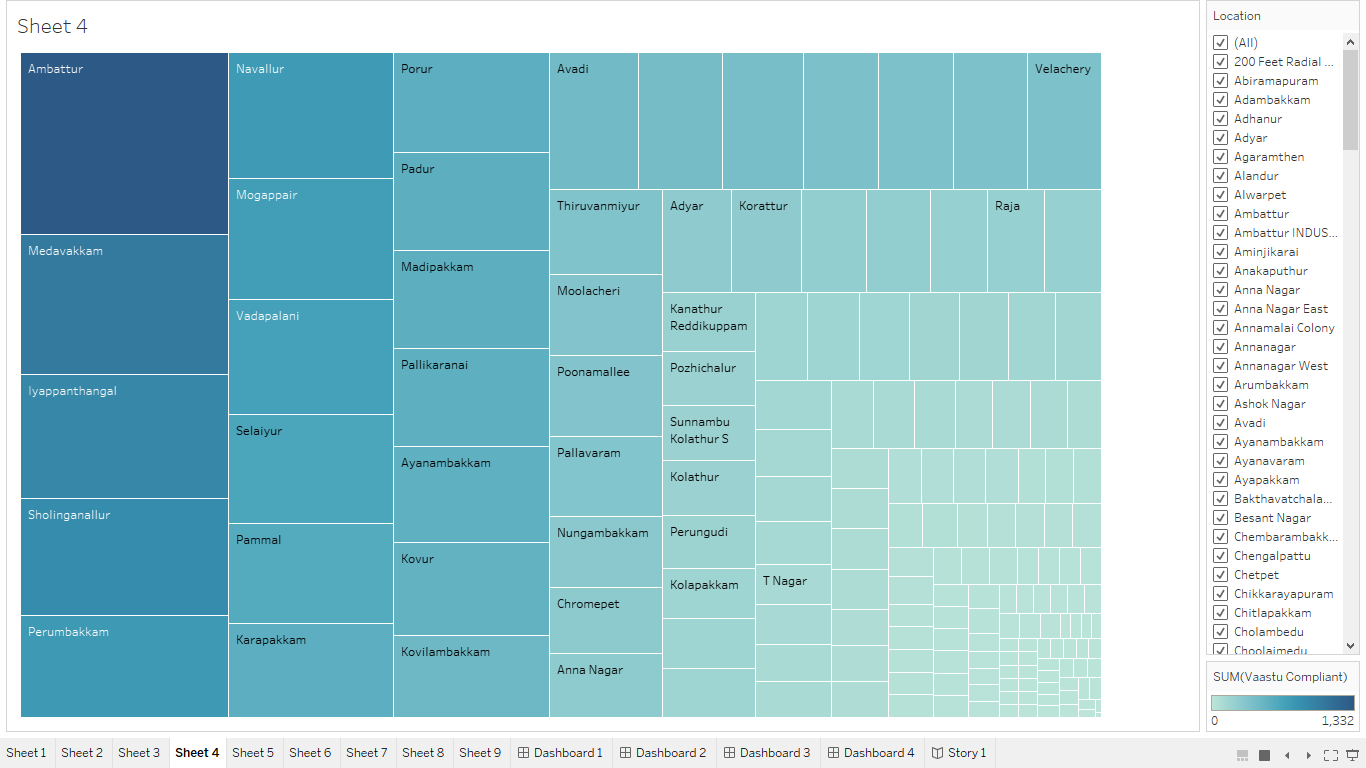 Sheet 4
Ambattur
Medavakkam
Iyappanthangal
Sholinganallur
Perumbakkam
Navallur
Mogappair
Vadapalani
Selaiyur
Pammal
Karapakkam
Porur
Padur
Madipakkam
Pallikaranai
Ayanambakkam
Kovur
Kovilambakkam
Avadi
Velachery
Thiruvanmiyur
Moolacheri
Poonamallee
Pallavaram
Nungambakkam
Chromepet
Anna Nagar
Adyar
Korattur
Raja
Kanathur
Reddikuppam
Pozhichalur
Sunnambu
Kolathur S
Kolathur
Perungudi
Kolapakkam
T Nagar
Location
(All)
200 Feet Radial ...
Abiramapuram
Adambakkam
Adhanur
Adyar
Agaramthen
Alandur
Alwarpet
Ambattur
Ambattur INDUS...
Aminjikarai
Anakaputhur
Anna Nagar
Anna Nagar East
Annamalai Colony
Annanagar
Annanagar West
Arumbakkam
Ashok Nagar
Avadi
Ayanambakkam
Ayanavaram
Ayapakkam
Bakthavatchala...
Besant Nagar
Chembarambakk...
Chengalpattu
Chetpet
Chikkarayapuram
Chitlapakkam
Cholambedu
Choolaimedu
SUM(Vaastu Compliant)
0 1,332
Sheet 1 Sheet 2 Sheet 3 Sheet 4 Sheet 5 Sheet 6 Sheet 7 Sheet 8 Sheet 9 Dashboard 1 Dashboard 2 Dashboard 3 Dashboard 4 Story 1